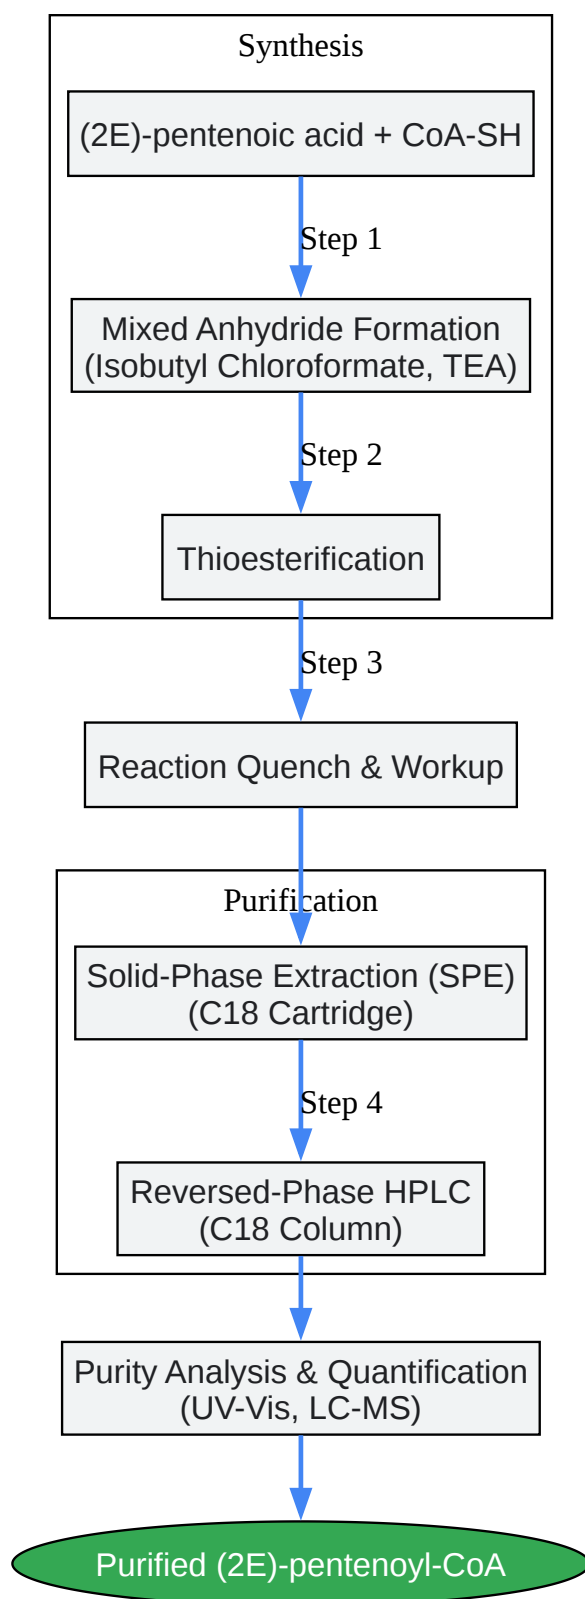 Synthesis
(2E)-pentenoic acid + CoA-SH
Step 1
Mixed Anhydride Formation
(Isobutyl Chloroformate, TEA)
Step 2
Thioesterification
Step 3
Reaction Quench & Workup
Purification
Solid-Phase Extraction (SPE)
(C18 Cartridge)
Step 4
Reversed-Phase HPLC
(C18 Column)
Purity Analysis & Quantification
(UV-Vis, LC-MS)
Purified (2E)-pentenoyl-CoA